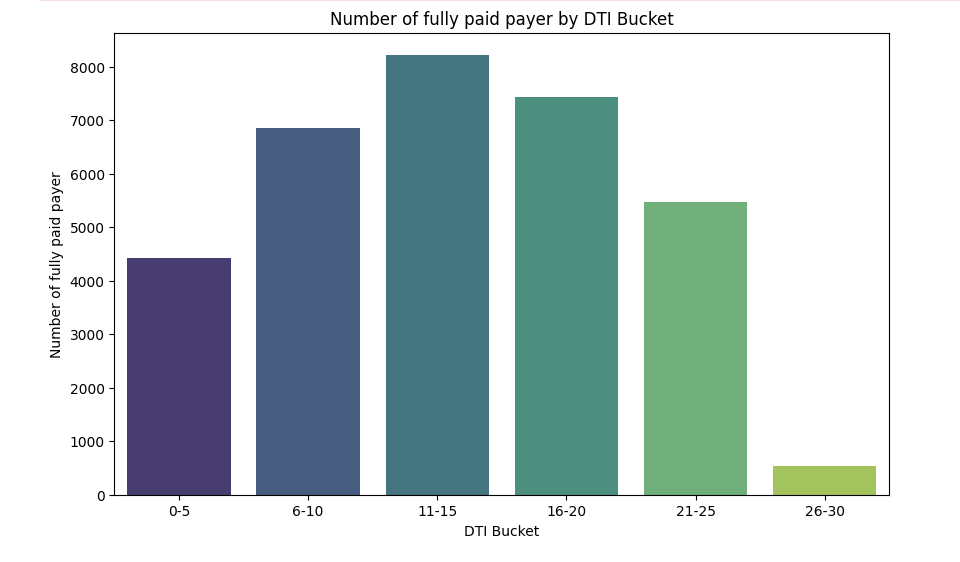 Number of fully paid payer by DTI Bucket
Number of fully paid payer
8000
7000
6000
5000
4000
3000
2000
1000
0
0-5 6-10 11-15 16-20 21-25 26-30
DTI Bucket